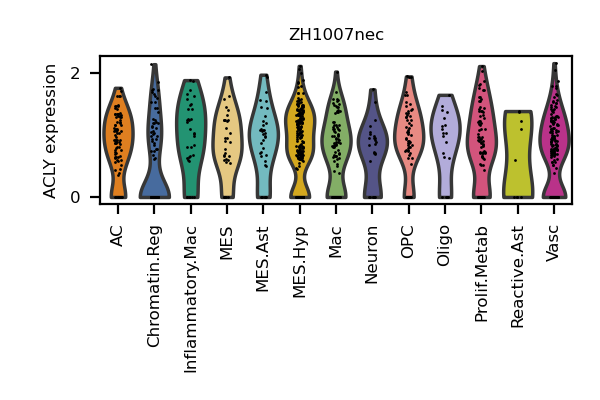 ZH1007nec
ACLY expression
2
0
AC
Chromatin.Reg
Inflammatory.Mac
MES
MES.Ast
MES.Hyp
Mac
Neuron
OPC
Oligo
Prolif.Metab
Reactive.Ast
Vasc